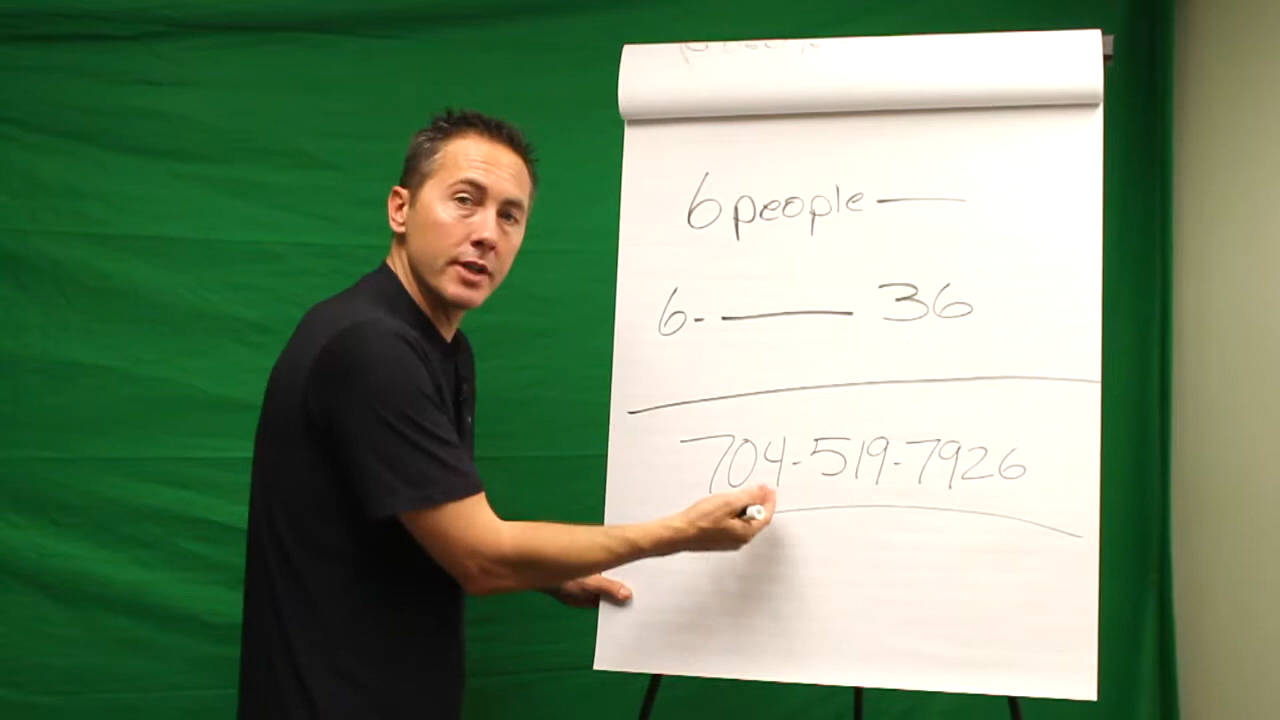 6 people —
6 - — 36
704-519-7926